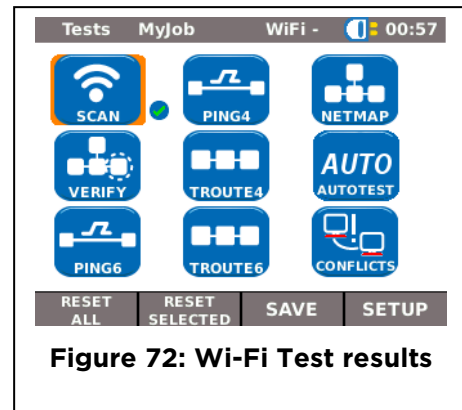 Tests MyJob WiFi - 00:57
SCAN PING4 NETMAP
VERIFY TROUTE4 AUTO AUTOTEST
PING6 TROUTE6 CONFLICTS
RESET ALL RESET SELECTED SAVE SETUP
Figure 72: Wi-Fi Test results